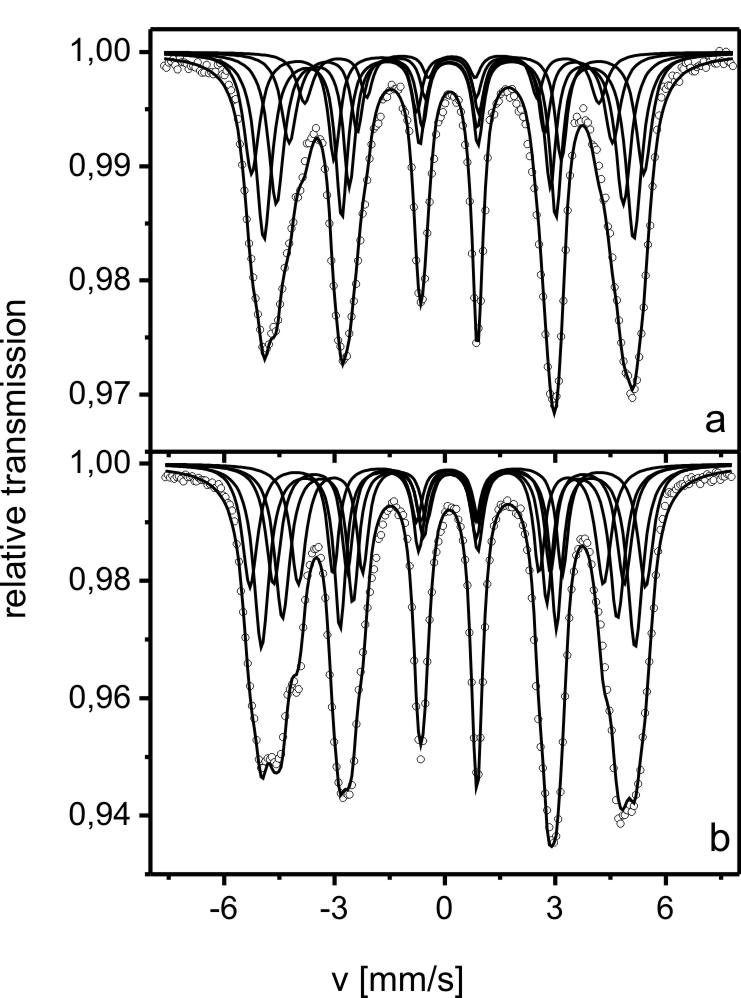 relative transmission
1,00
0,99
0,98
0,97
a
1,00
0,98
0,96
0,94
b
-6 -3 0 3 6
v [mm/s]